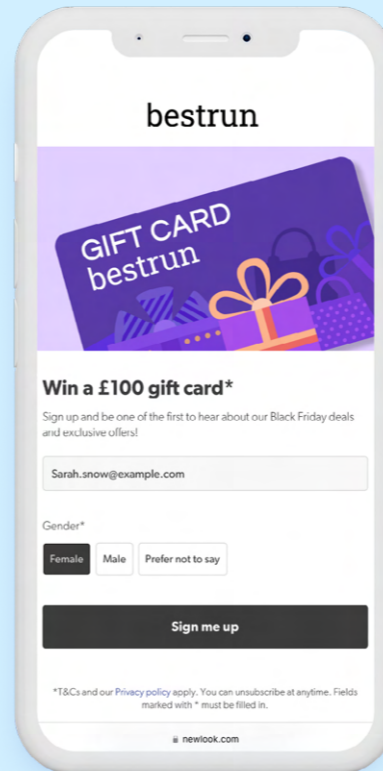 bestrun
GIFT CARD
bestrun
Win a £100 gift card*
Sign up and be one of the first to hear about our Black Friday deals
and exclusive offers!
Sarah.snow@example.com
Gender*
Female Male Prefer not to say
Sign me up
*T&Cs and our Privacy policy apply. You can unsubscribe at anytime. Fields
marked with * must be filled in.
newlook.com